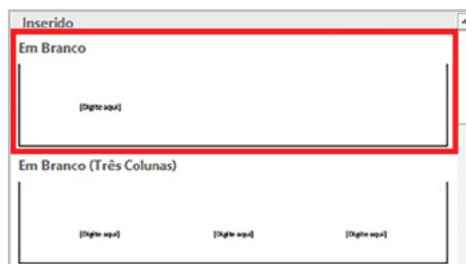 Inserido
Em Branco
[Digite aqui]
Em Branco (Três Colunas)
[Digite aqui] [Digite aqui] [Digite aqui]